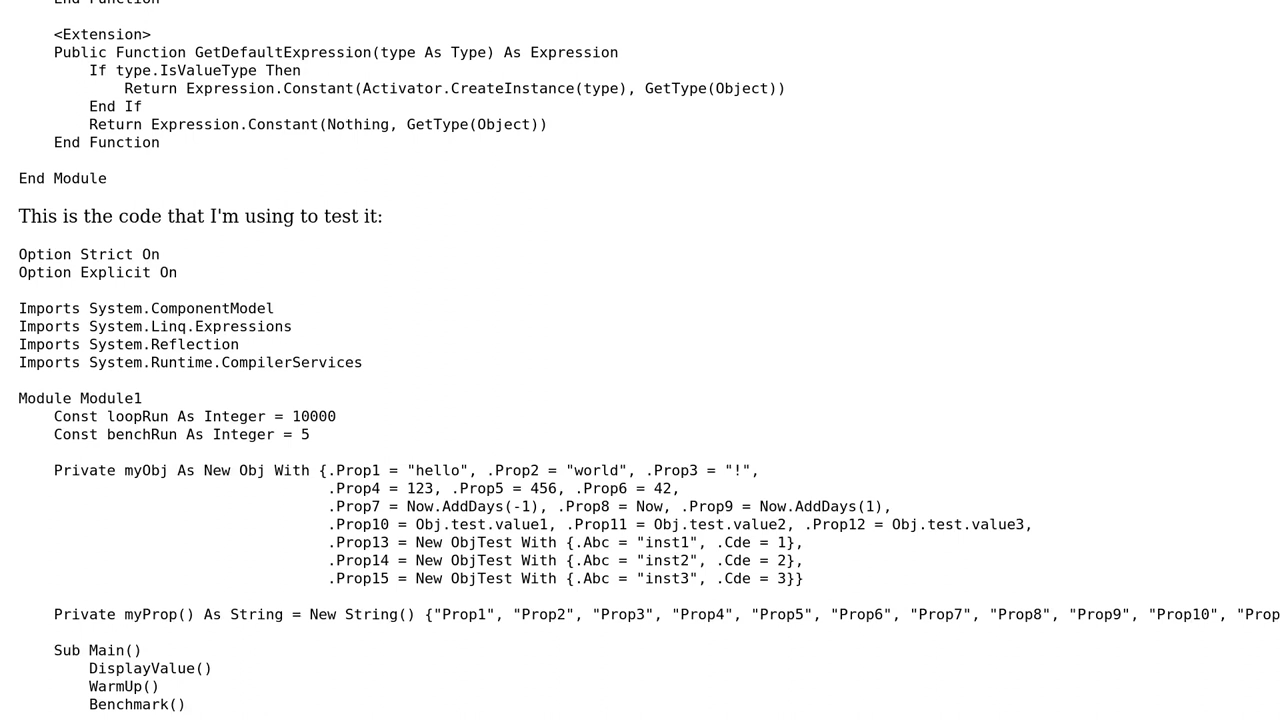 End Function
<Extension>
Public Function GetDefaultExpression(type As Type) As Expression
If type.IsValueType Then
Return Expression.Constant(Activator.CreateInstance(type), GetType(Object))
End If
Return Expression.Constant(Nothing, GetType(Object))
End Function
End Module
This is the code that I'm using to test it:
Option Strict On
Option Explicit On
Imports System.ComponentModel
Imports System.Linq.Expressions
Imports System.Reflection
Imports System.Runtime.CompilerServices
Module Module1
Const loopRun As Integer = 10000
Const benchRun As Integer = 5
Private myObj As New Obj With {.Prop1 = "hello", .Prop2 = "world", .Prop3 = "!",
.Prop4 = 123, .Prop5 = 456, .Prop6 = 42,
.Prop7 = Now.AddDays(-1), .Prop8 = Now, .Prop9 = Now.AddDays(1),
.Prop10 = Obj.test.value1, .Prop11 = Obj.test.value2, .Prop12 = Obj.test.value3,
.Prop13 = New ObjTest With {.Abc = "inst1", .Cde = 1},
.Prop14 = New ObjTest With {.Abc = "inst2", .Cde = 2},
.Prop15 = New ObjTest With {.Abc = "inst3", .Cde = 3}}
Private myProp() As String = New String() {"Prop1", "Prop2", "Prop3", "Prop4", "Prop5", "Prop6", "Prop7", "Prop8", "Prop9", "Prop10", "Prop
Sub Main()
DisplayValue()
WarmUp()
Benchmark()